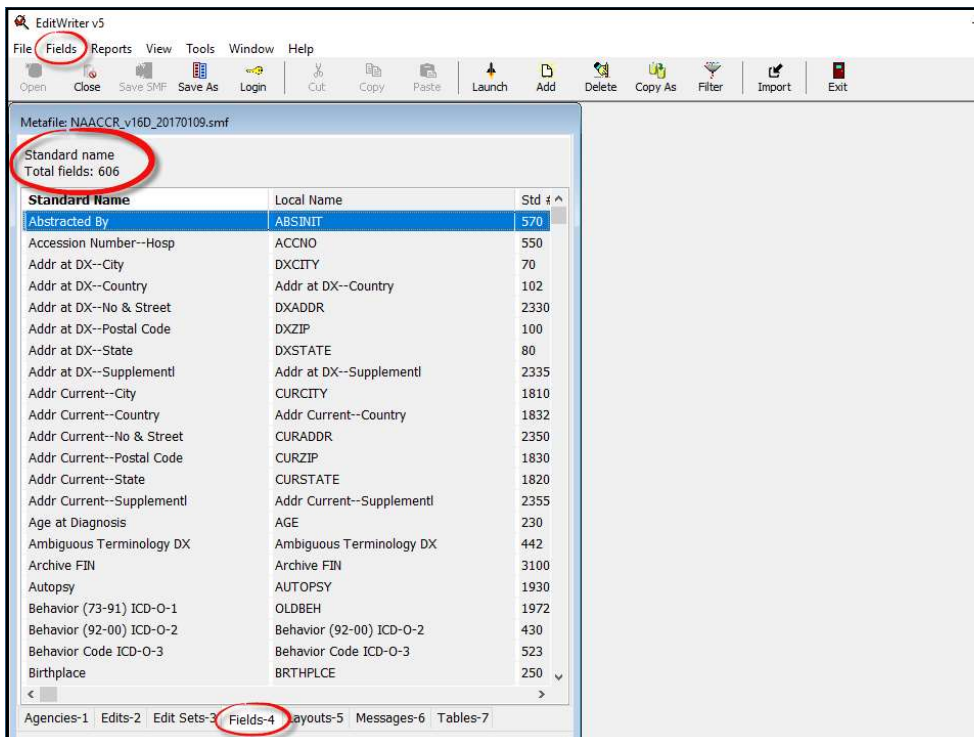 EditWriter v5
File Fields Reports View Tools Window Help
Open Close Save SMF Save As Login Cut Copy Paste Launch Add Delete Copy As Filter Import Exit
Metafile: NAACCR_v16D_20170109.smf
Standard name
Total fields: 606
Standard Name Local Name Std #
Abstracted By ABSINIT 570
Accession Number--Hosp ACCNO 550
Addr at DX--City DXCITY 70
Addr at DX--Country Addr at DX--Country 102
Addr at DX--No & Street DXADDR 2330
Addr at DX--Postal Code DXZIP 100
Addr at DX--State DXSTATE 80
Addr at DX--Supplementl Addr at DX--Supplementl 2335
Addr Current--City CURCITY 1810
Addr Current--Country Addr Current--Country 1832
Addr Current--No & Street CURADDR 2350
Addr Current--Postal Code CURZIP 1830
Addr Current--State CURSTATE 1820
Addr Current--Supplementl Addr Current--Supplementl 2355
Age at Diagnosis AGE 230
Ambiguous Terminology DX Ambiguous Terminology DX 442
Archive FIN Archive FIN 3100
Autopsy AUTOPSY 1930
Behavior (73-91) ICD-O-1 OLDBEH 1972
Behavior (92-00) ICD-O-2 Behavior (92-00) ICD-O-2 430
Behavior Code ICD-O-3 Behavior Code ICD-O-3 523
Birthplace BRTHPLCE 250
Agencies-1 Edits-2 Edit Sets-3 Fields-4 Layouts-5 Messages-6 Tables-7